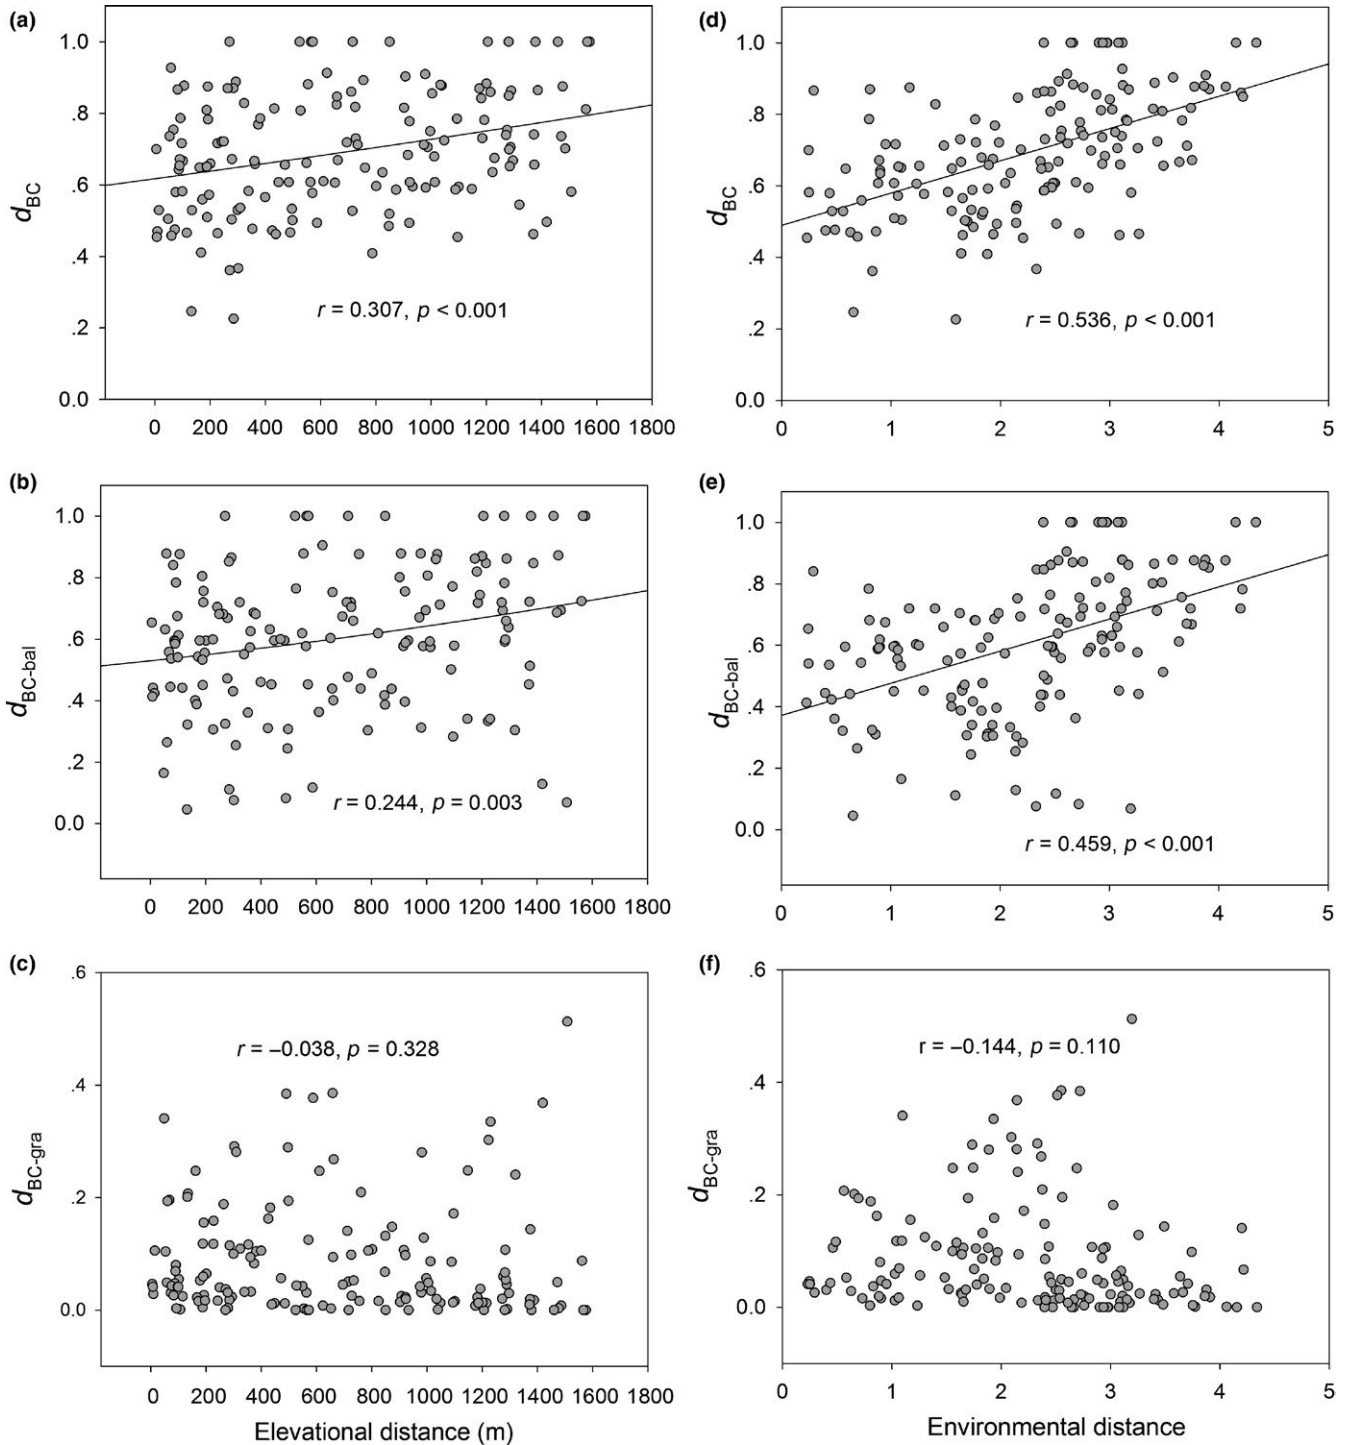 (a)
1.0
.8
.6
.4
.2
0.0
dBC
r = 0.307, p < 0.001
0 200 400 600 800 1000 1200 1400 1600 1800
(d)
1.0
.8
.6
.4
.2
0.0
dBC
r = 0.536, p < 0.001
0 1 2 3 4 5
(b)
1.0
.8
.6
.4
.2
0.0
dBC-bal
r = 0.244, p = 0.003
0 200 400 600 800 1000 1200 1400 1600 1800
(e)
1.0
.8
.6
.4
.2
0.0
dBC-bal
r = 0.459, p < 0.001
0 1 2 3 4 5
(c)
.6
.4
.2
0.0
dBC-gra
r = −0.038, p = 0.328
0 200 400 600 800 1000 1200 1400 1600 1800
Elevational distance (m)
(f)
.6
.4
.2
0.0
dBC-gra
r = −0.144, p = 0.110
0 1 2 3 4 5
Environmental distance